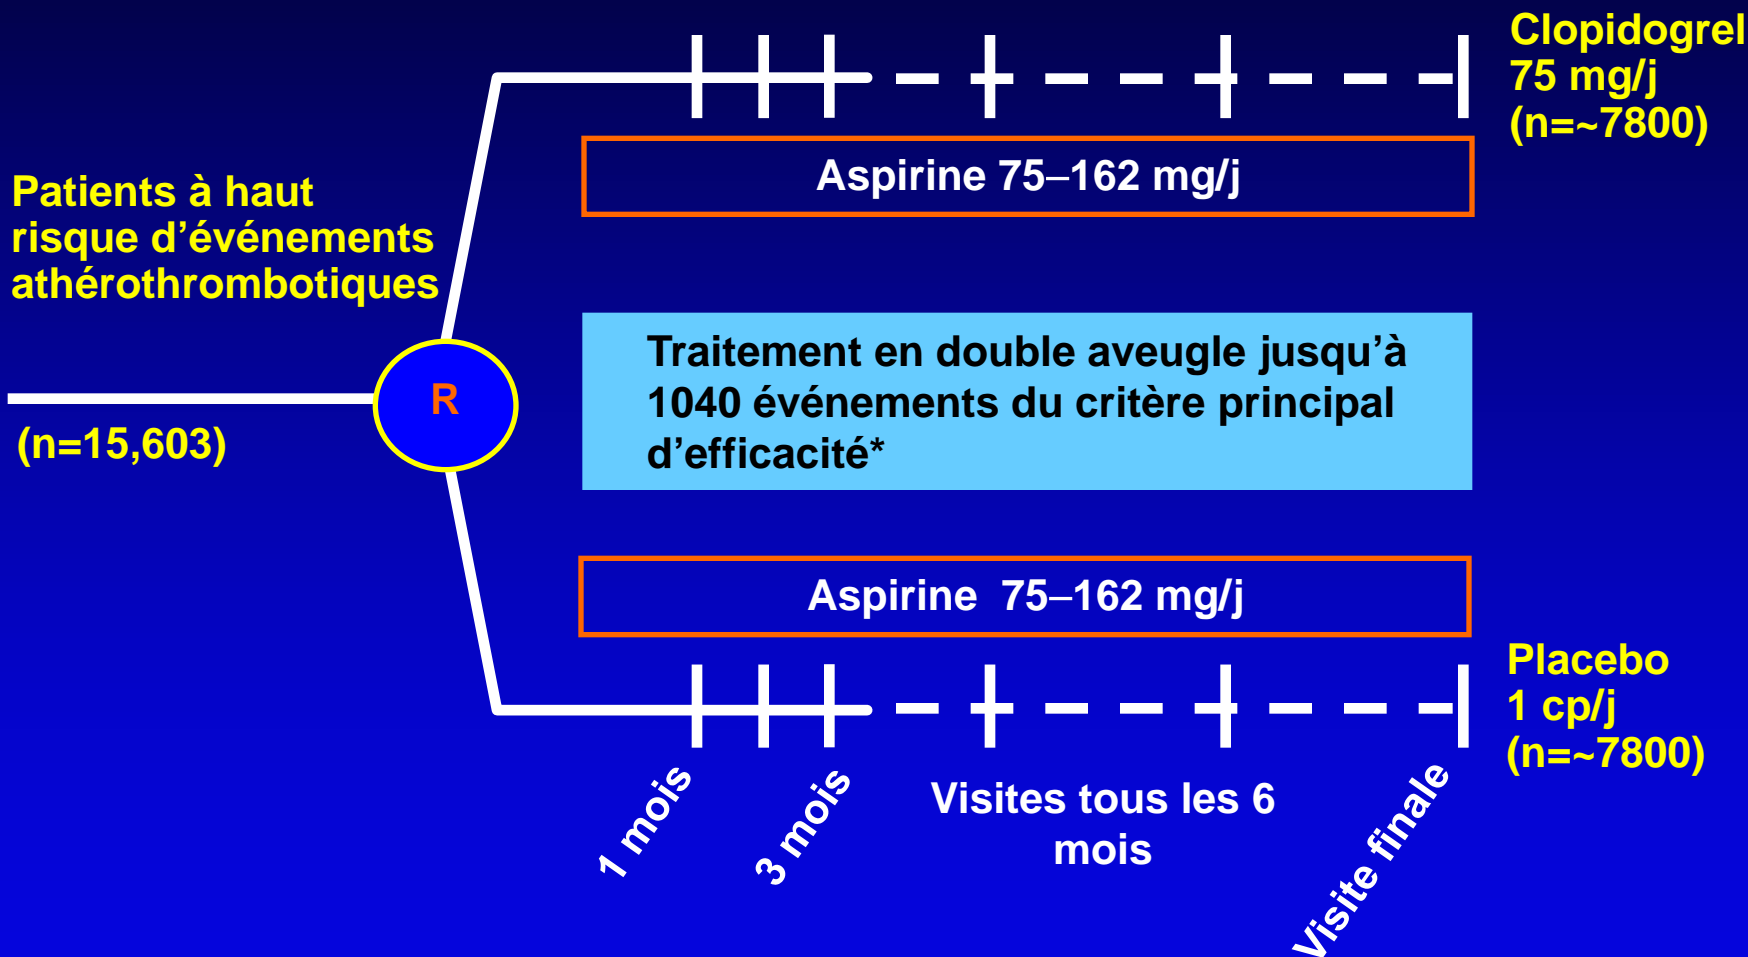 Clopidogrel
75 mg/j
(n=~7800)
Aspirine 75–162 mg/j
Patients à haut
risque d’événements
athérothrombotiques
R
(n=15,603)
Traitement en double aveugle jusqu’à
1040 événements du critère principal
d’efficacité*
Aspirine  75–162 mg/j
Placebo
1 cp/j
(n=~7800)
1 mois
3 mois
Visites tous les 6
mois
Visite finale